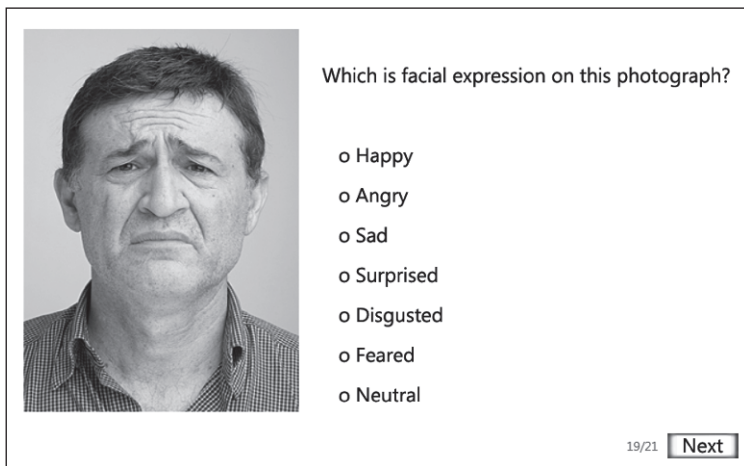 Which is facial expression on this photograph?
o Happy
o Angry
o Sad
o Surprised
o Disgusted
o Feared
o Neutral
19/21 Next